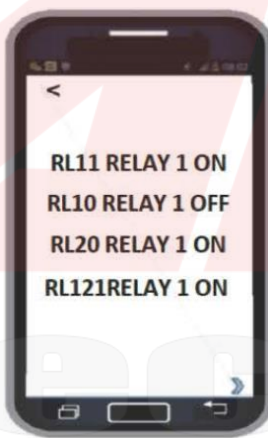 <
RL11 RELAY 1 ON
RL10 RELAY 1 OFF
RL20 RELAY 1 ON
RL121RELAY 1 ON
»